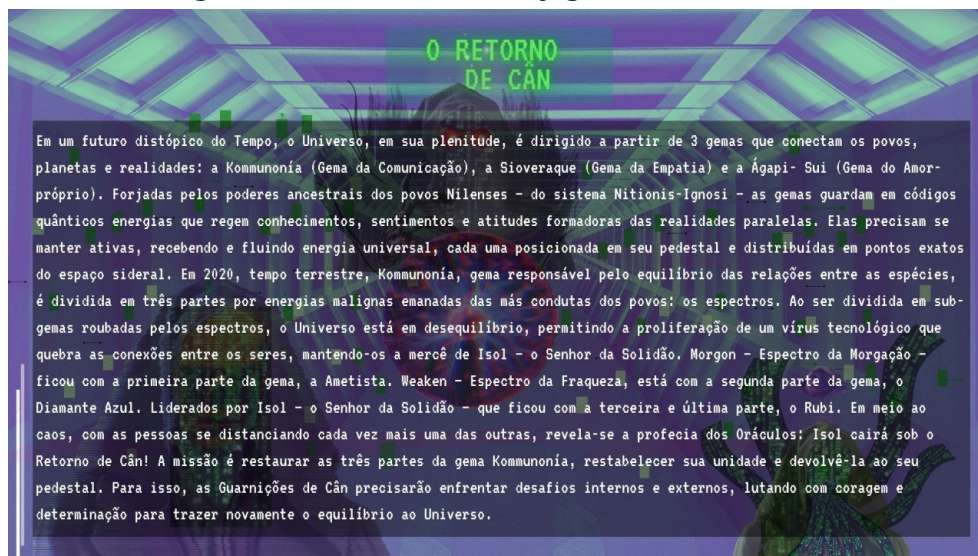 O RETORNO
DE CÂN
Em um futuro distópico do Tempo, o Universo, em sua plenitude, é dirigido a partir de 3 gemas que conectam os povos,
planetas e realidades: a Kommunonía (Gema da Comunicação), a Sioveraque (Gema da Empatia) e a Ágapi- Sui (Gema do Amor-
próprio). Forjadas pelos poderes ancestrais dos povos Nilenses – do sistema Nitionis-Ignosi – as gemas guardam em códigos
quânticos energias que regem conhecimentos, sentimentos e atitudes formadoras das realidades paralelas. Elas precisam se
manter ativas, recebendo e fluindo energia universal, cada uma posicionada em seu pedestal e distribuídas em pontos exatos
do espaço sideral. Em 2020, tempo terrestre, Kommunonía, gema responsável pelo equilíbrio das relações entre as espécies,
é dividida em três partes por energias malignas emanadas das más condutas dos povos: os espectros. Ao ser dividida em sub-
gemas roubadas pelos espectros, o Universo está em desequilíbrio, permitindo a proliferação de um vírus tecnológico que
quebra as conexões entre os seres, mantendo-os a mercê de Isol – o Senhor da Solidão. Morgon – Espectro da Morgação –
ficou com a primeira parte da gema, a Ametista. Weaken – Espectro da Fraqueza, está com a segunda parte da gema, o
Diamante Azul. Liderados por Isol – o Senhor da Solidão – que ficou com a terceira e última parte, o Rubi. Em meio ao
caos, com as pessoas se distanciando cada vez mais uma das outras, revela-se a profecia dos Oráculos: Isol cairá sob o
Retorno de Cân! A missão é restaurar as três partes da gema Kommunonía, restabelecer sua unidade e devolvê-la ao seu
pedestal. Para isso, as Guarnições de Cân precisarão enfrentar desafios internos e externos, lutando com coragem e
determinação para trazer novamente o equilíbrio ao Universo.